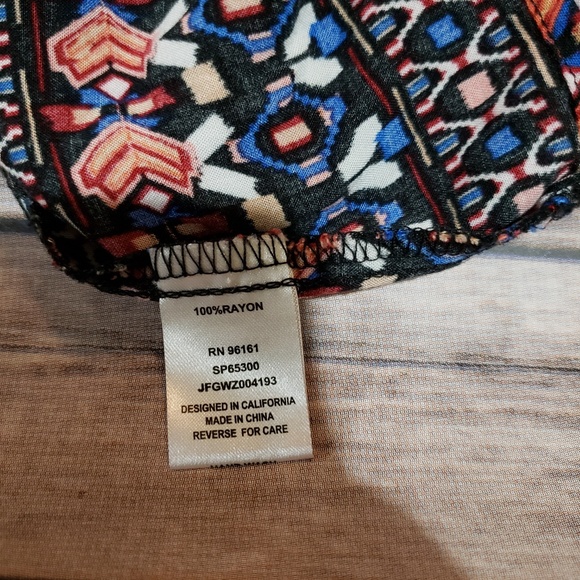 100%RAYON
RN 96161
SP65300
JFGWZ004193
DESIGNED IN CALIFORNIA
MADE IN CHINA
REVERSE FOR CARE